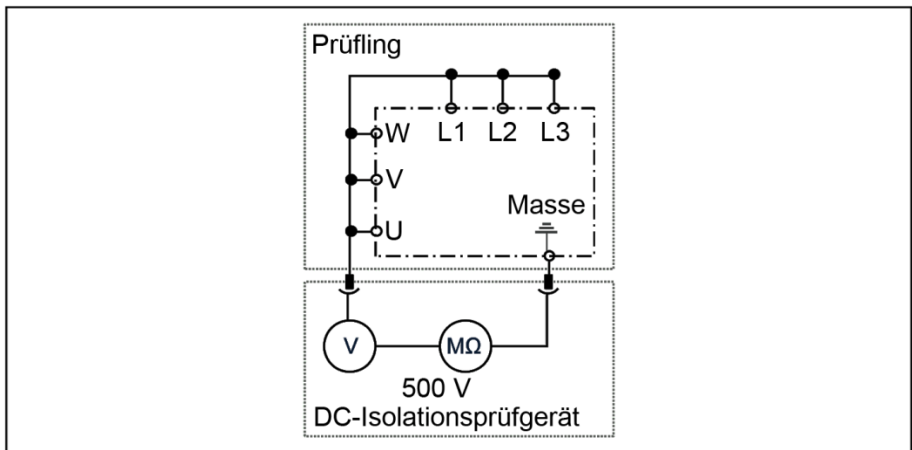 Prüfling
L1 L2 L3
W
V
U
Masse
V
MΩ
500 V
DC-Isolationsprüfgerät